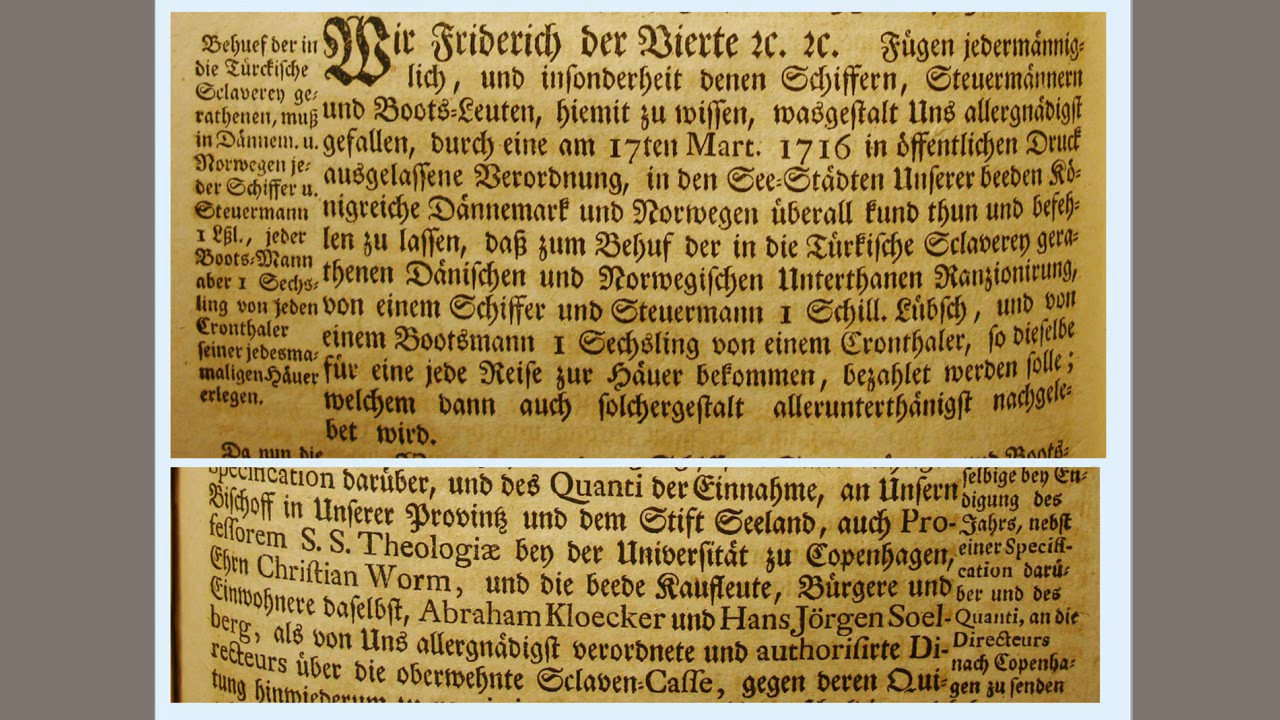 Behuef der in
die Türckische
Sclaverey ge-
rathenen, muß
in Dännem. u.
Norwegen je-
der Schiffer u.
Steuermann
1 Lßl., jeder
Boots-Mann
aber 1 Sechs-
ling von jeden
Cronthaler
seiner jedesma-
maligen Häuer
erlegen.
Da nun die
Wir Friderich der Vierte ꝛc. ꝛc. Fügen jedermännig-
lich, und insonderheit denen Schiffern, Steuermännern
und Boots-Leuten, hiemit zu wissen, wasgestalt Uns allergnädigst
gefallen, durch eine am 17ten Mart. 1716 in öffentlichen Druck
ausgelassene Verordnung, in den See-Städten Unserer beeden Kö-
nigreiche Dännemark und Norwegen überall kund thun und befeh-
len zu lassen, daß zum Behuf der in die Türkische Sclaverey gera-
thenen Dänischen und Norwegischen Unterthanen Ranzionirung,
von einem Schiffer und Steuermann 1 Schill. Lübsch, und von
einem Bootsmann 1 Sechsling von einem Cronthaler, so dieselbe
für eine jede Reise zur Häuer bekommen, bezahlet werden solle;
welchem dann auch solchergestalt allerunterthänigst nachgele-
bet wird.
und Boots-
specification darüber, und des Quanti der Einnahme, an Unsern
Bischoff in Unserer Provintz und dem Stift Seeland, auch Pro-
fessorem S. S. Theologiæ bey der Universität zu Copenhagen,
Ehrn Christian Worm, und die beede Kaufleute, Bürgere und
Einwohnere daselbst, Abraham Kloecker und Hans Jörgen Soel-
berg, als von Uns allergnädigst verordnete und authorisirte Di-
recteurs über die oberwehnte Sclaven-Casse, gegen deren Qui-
tung hinwiederum
selbige bey En-
digung des
Jahrs, nebst
einer Specifi-
cation darü-
ber und des
Quanti, an die
Directeurs
nach Copenha-
gen zu senden